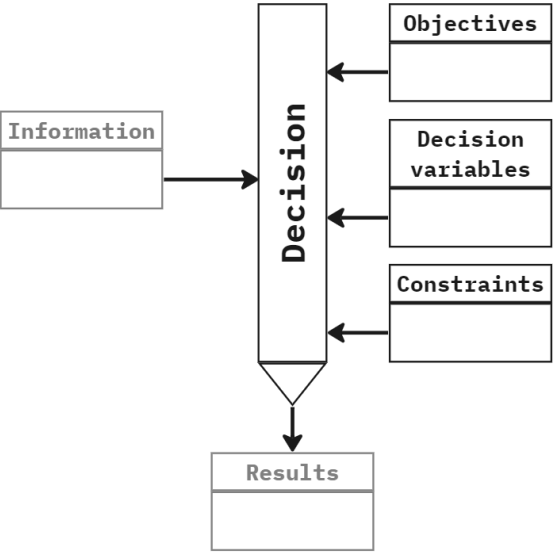 Objectives
Information
Decision
Decision
variables
Constraints
Results